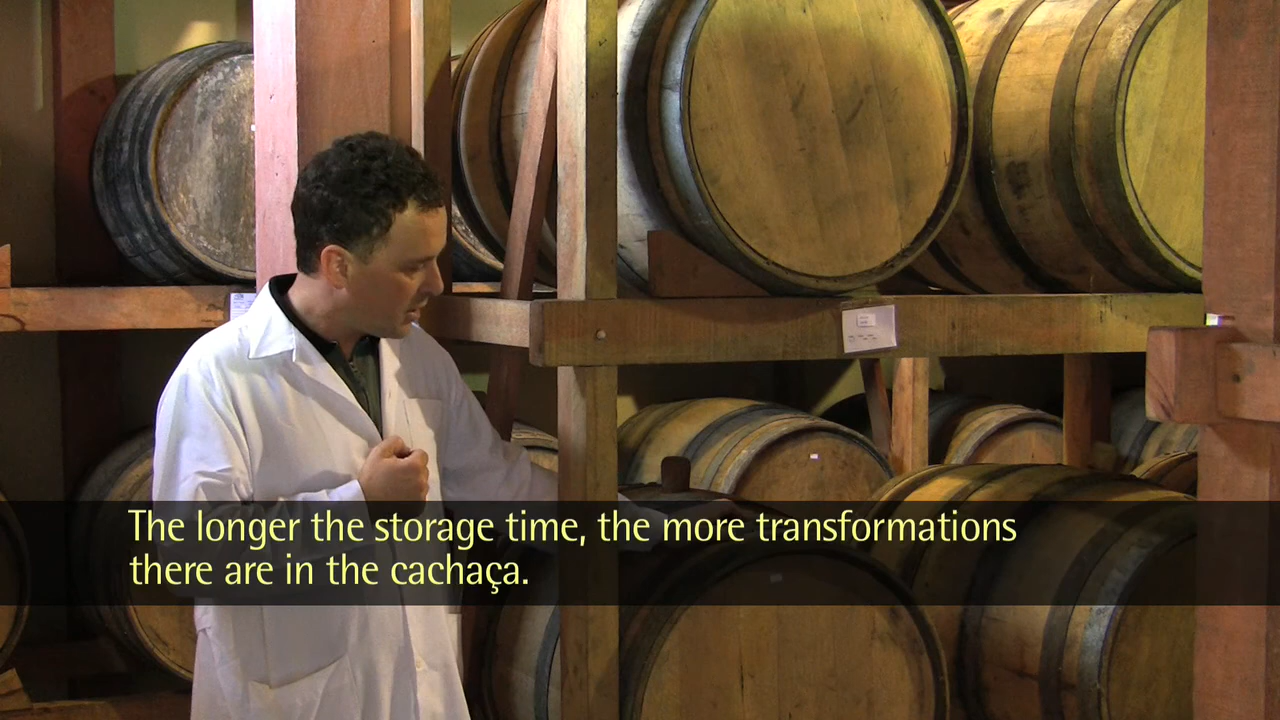 The longer the storage time, the more transformations
there are in the cachaça.